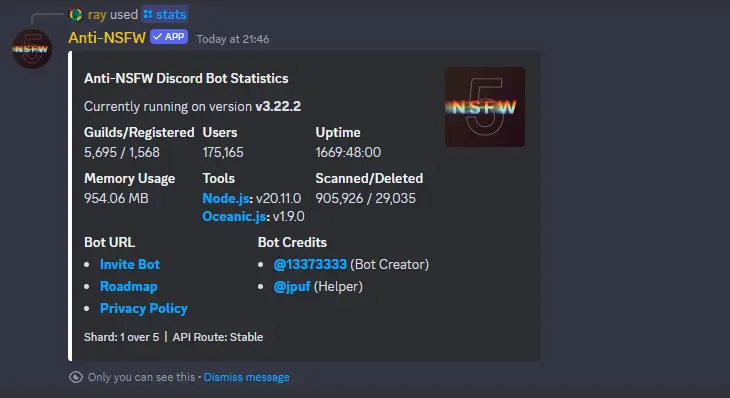 ray used stats
Anti-NSFW APP Today at 21:46
NSFW
Anti-NSFW Discord Bot Statistics
5
NSFW
Currently running on version v3.22.2
Guilds/Registered Users Uptime
5,695 / 1,568 175,165 1669:48:00
Memory Usage Tools Scanned/Deleted
954.06 MB Node.js: v20.11.0 905,926 / 29,035
Oceanic.js: v1.9.0
Bot URL Bot Credits
• Invite Bot • @13373333 (Bot Creator)
• Roadmap • @jpuf (Helper)
• Privacy Policy
Shard: 1 over 5 | API Route: Stable
Only you can see this • Dismiss message